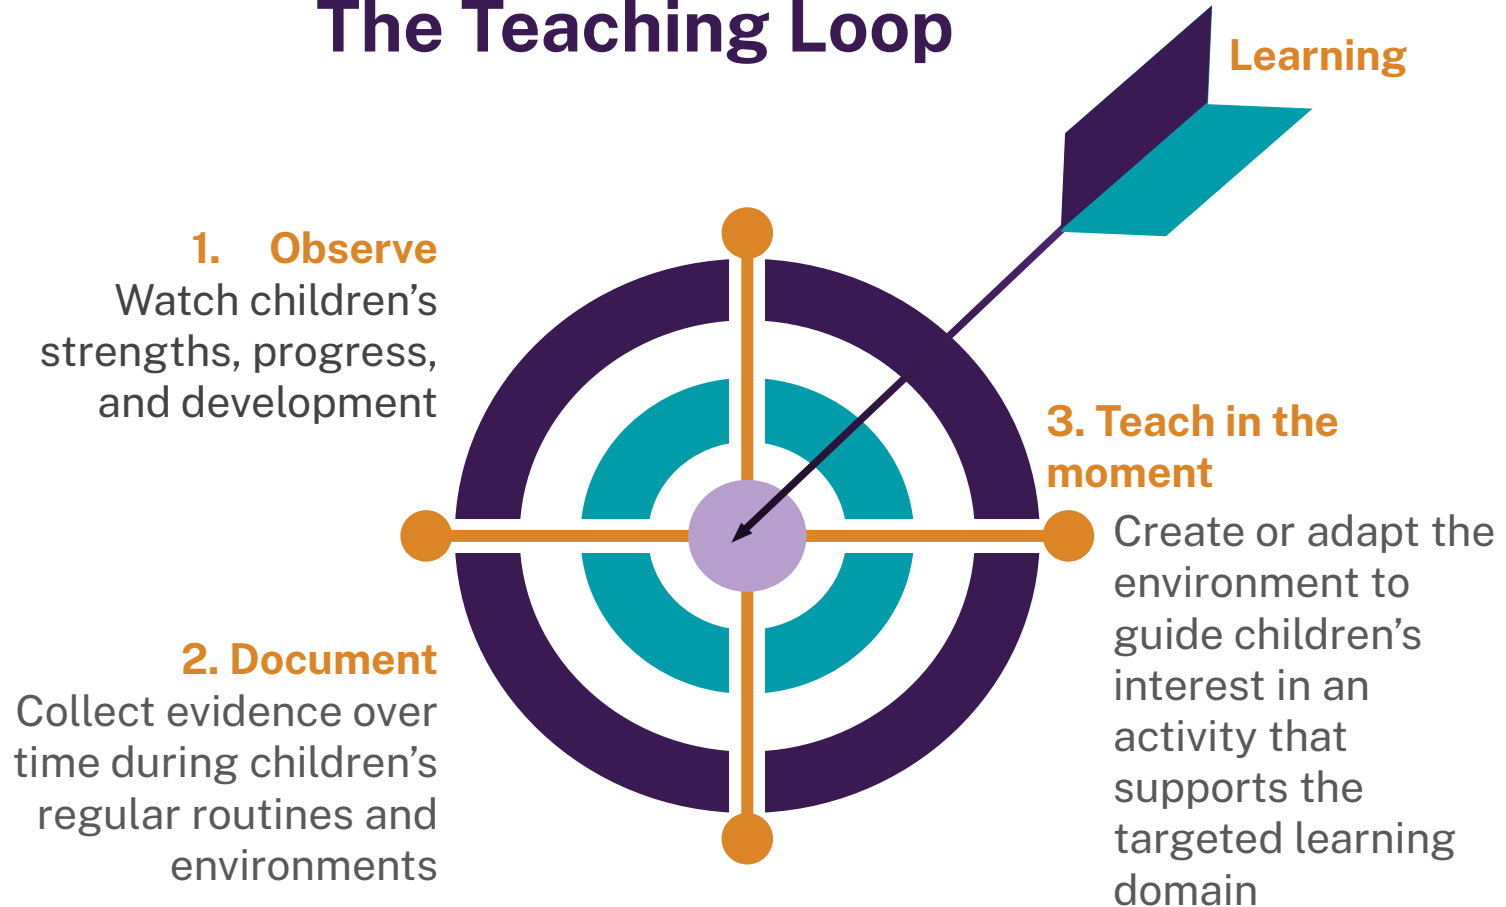 The Teaching Loop
Learning
1. Observe
Watch children’s
strengths, progress,
and development
2. Document
Collect evidence over
time during children’s
regular routines and
environments
3. Teach in the
moment
Create or adapt the
environment to
guide children’s
interest in an
activity that
supports the
targeted learning
domain